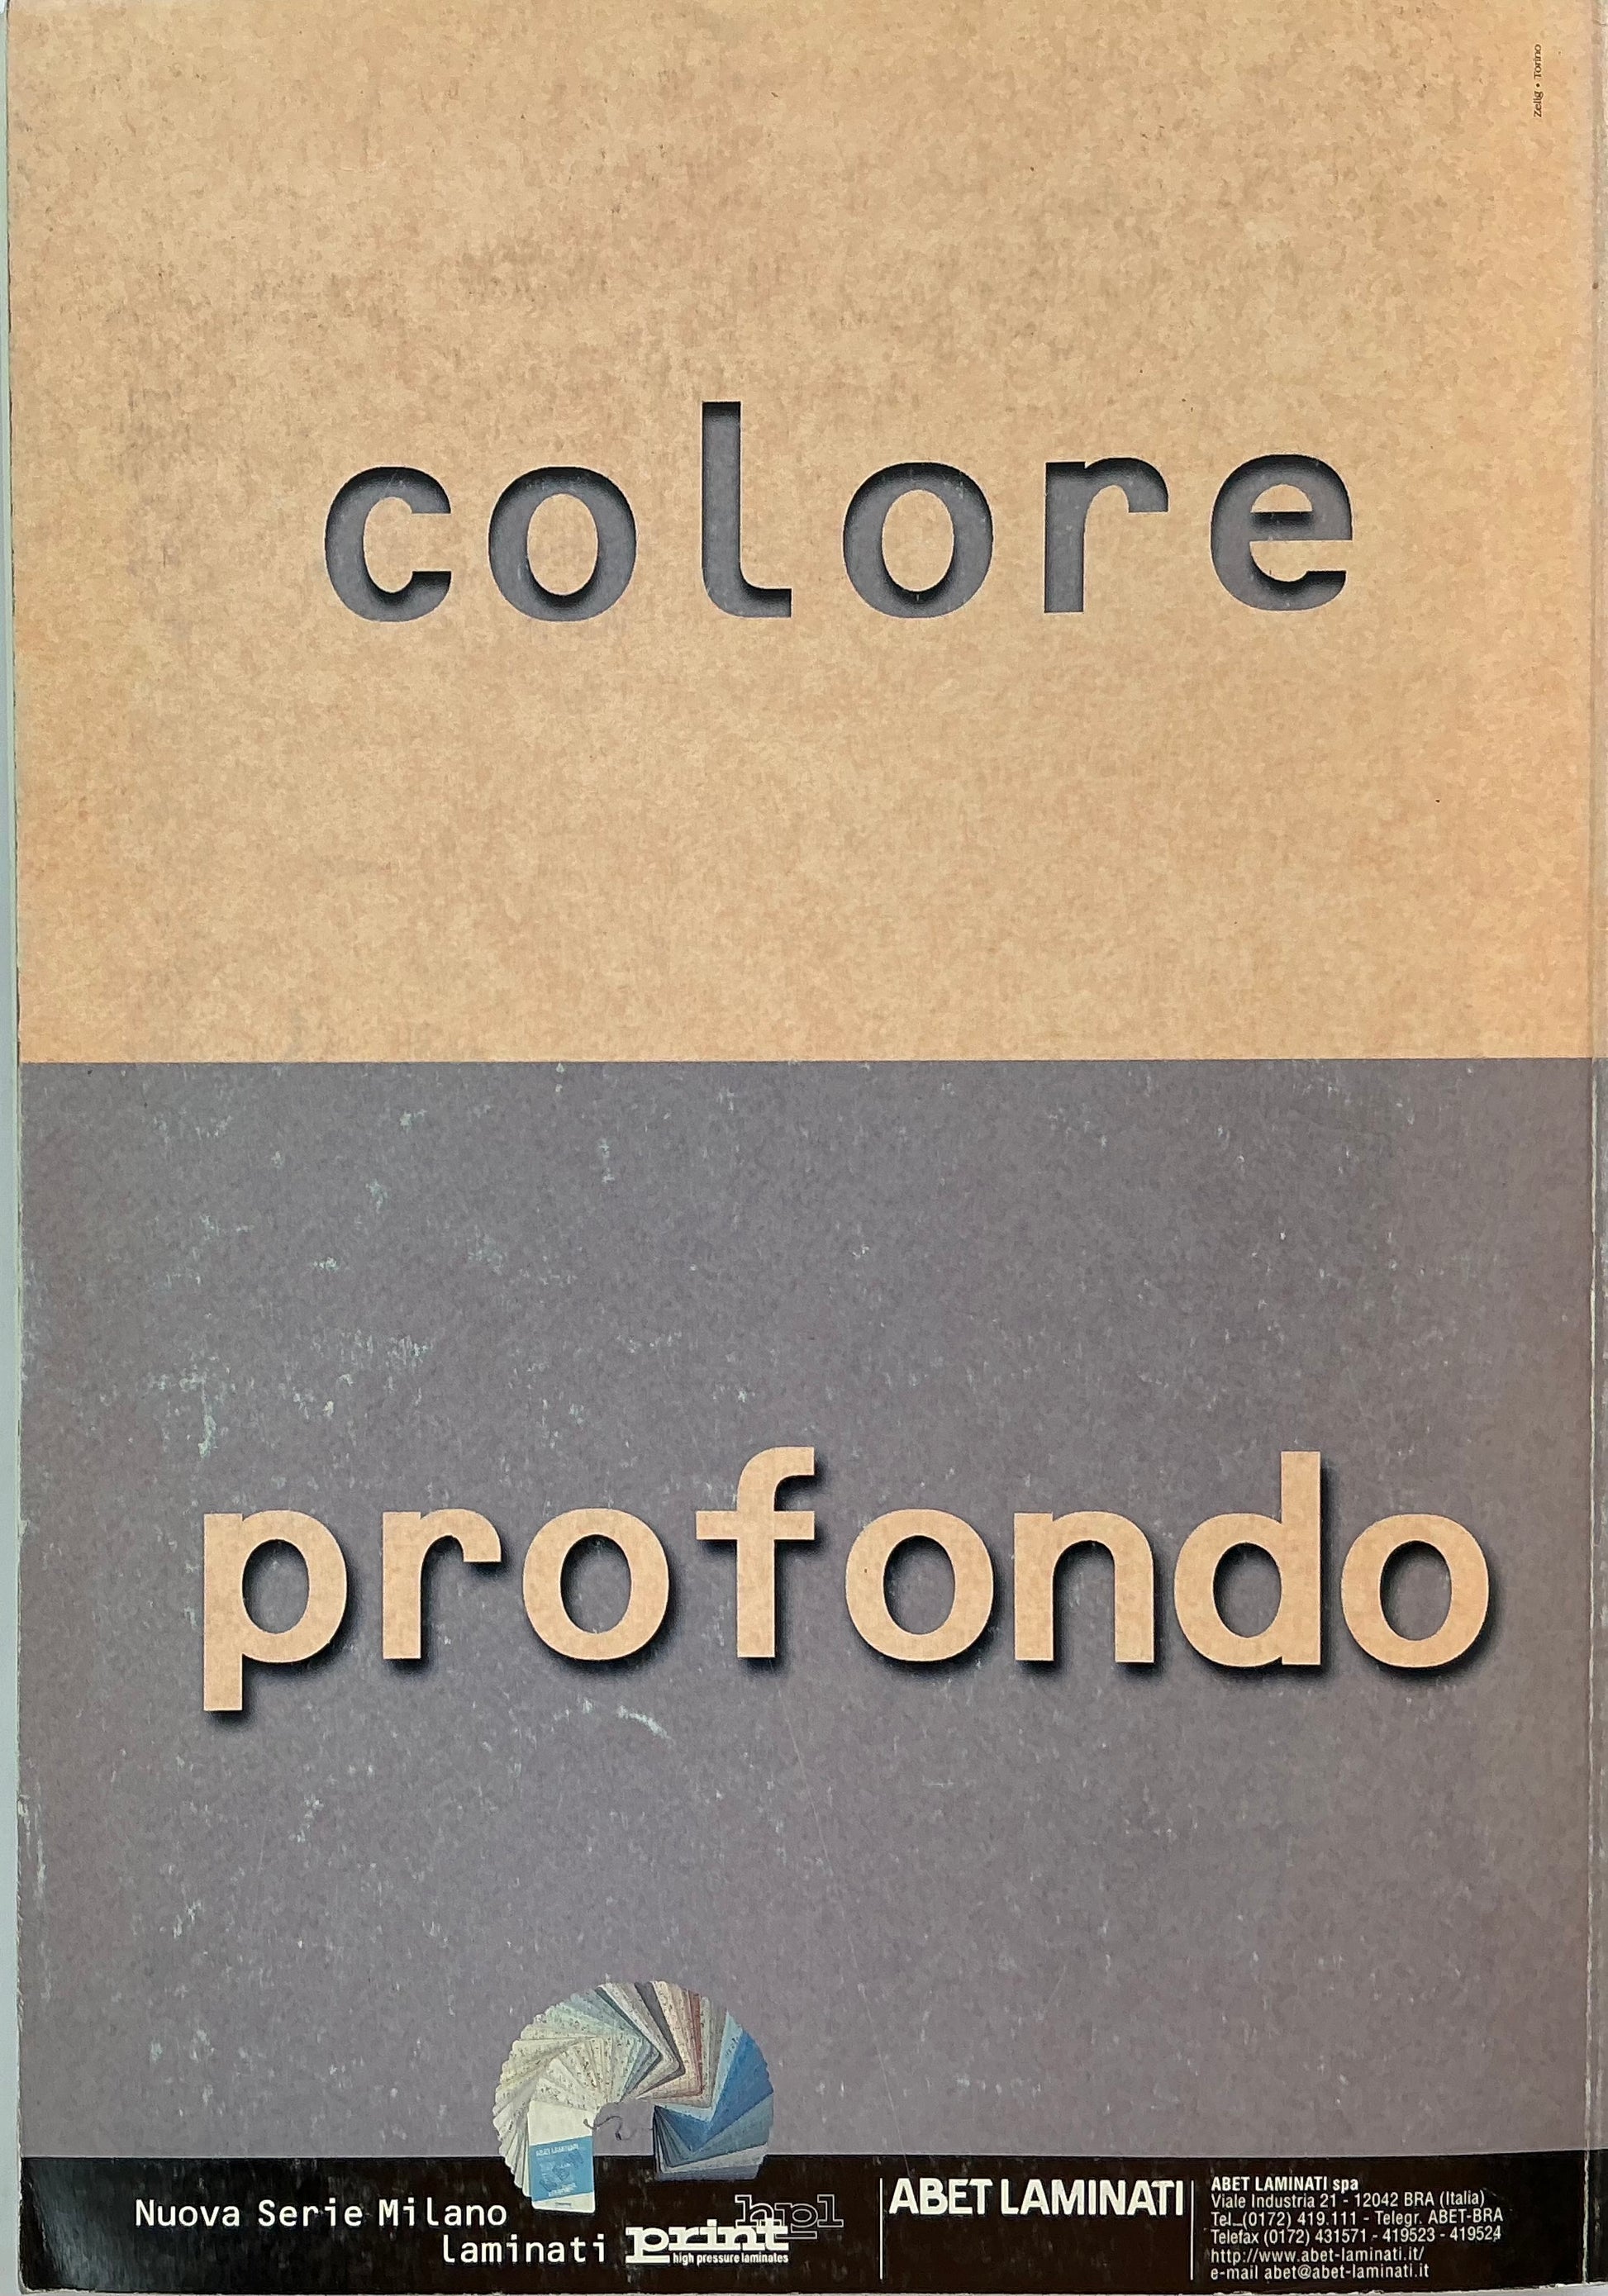 Zelig • Torino
colore
profondo
Nuova Serie Milano
laminati
hpl
print
high pressure laminates
ABET LAMINATI
ABET LAMINATI spa
Viale Industria 21 - 12042 BRA (Italia)
Tel. (0172) 419.111 - Telegr. ABET-BRA
Telefax (0172) 431571 - 419523 - 419524
http://www.abet-laminati.it/
e-mail abet@abet-laminati.it
ABET LAMINATI